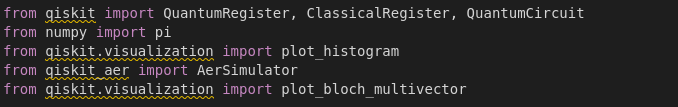 from qiskit import QuantumRegister, ClassicalRegister, QuantumCircuit
from numpy import pi
from qiskit.visualization import plot_histogram
from qiskit_aer import AerSimulator
from qiskit.visualization import plot_bloch_multivector